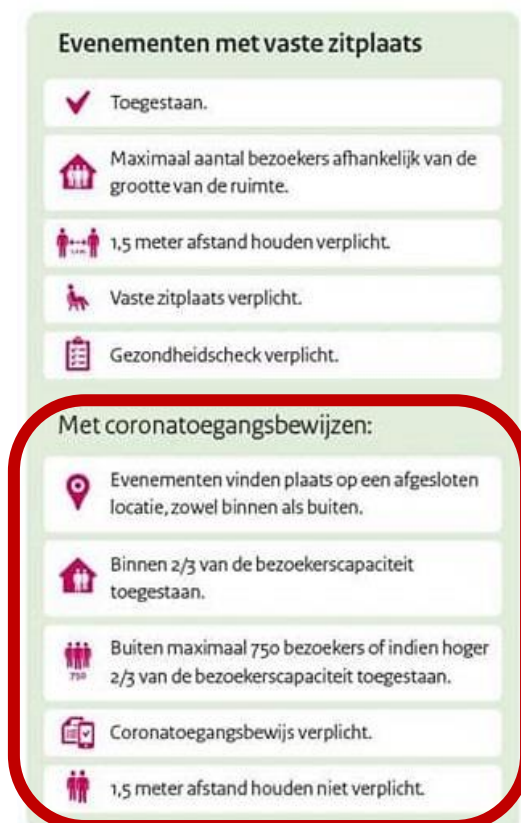 Evenementen met vaste zitplaats
Toegestaan.
Maximaal aantal bezoekers afhankelijk van de
grootte van de ruimte.
1,5 meter afstand houden verplicht.
Vaste zitplaats verplicht.
Gezondheidscheck verplicht.
Met coronatoegangsbewijzen:
Evenementen vinden plaats op een afgesloten
locatie, zowel binnen als buiten.
Binnen 2/3 van de bezoekerscapaciteit
toegestaan.
Buiten maximaal 750 bezoekers of indien hoger
750
2/3 van de bezoekerscapaciteit toegestaan.
Coronatoegangsbewijs verplicht.
1,5 meter afstand houden niet verplicht.